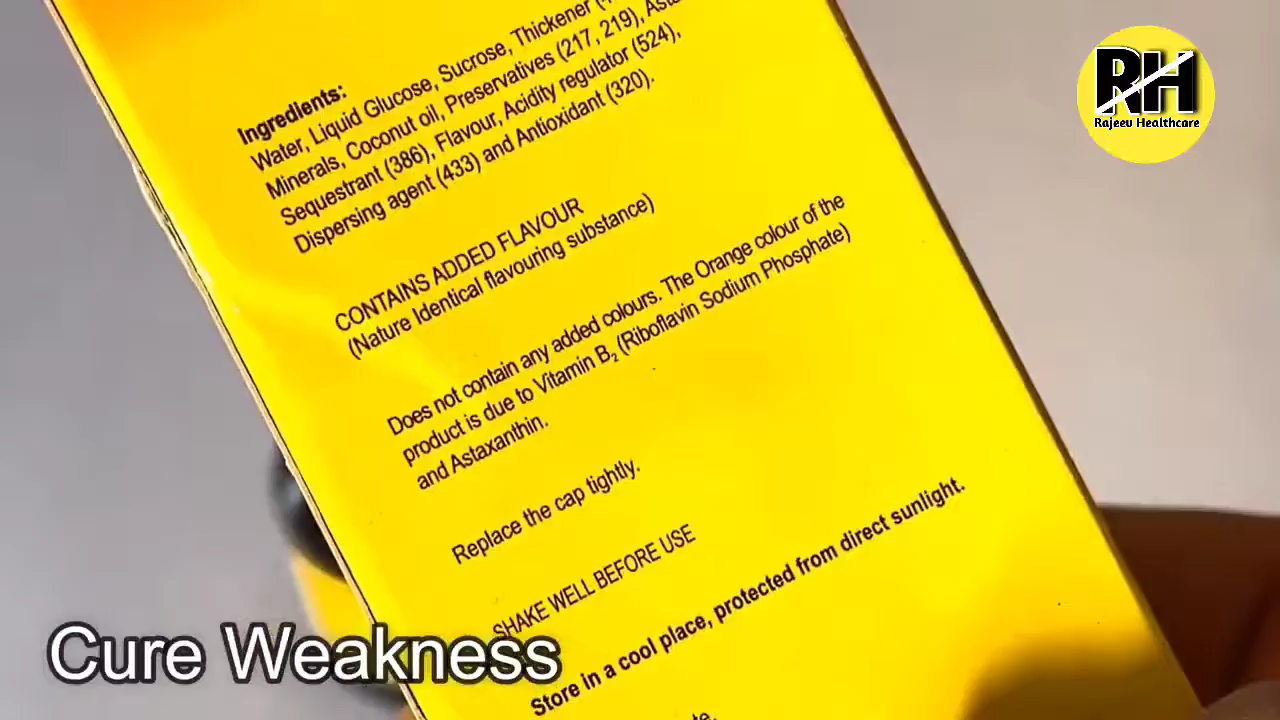 Ingredients:
Water, Liquid Glucose, Sucrose, Thickener
Minerals, Coconut oil, Preservatives (217, 219),
Sequestrant (386), Flavour, Acidity regulator (524),
Dispersing agent (433) and Antioxidant (320).
CONTAINS ADDED FLAVOUR
(Nature Identical flavouring substance)
Does not contain any added colours. The Orange colour of the
product is due to Vitamin B₂ (Riboflavin Sodium Phosphate)
and Astaxanthin.
Replace the cap tightly.
SHAKE WELL BEFORE USE
Store in a cool place, protected from direct sunlight.
RH
Rajeev Healthcare
Cure Weakness